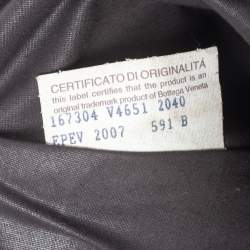 CERTIFICATO DI ORIGINALITÁ
this label certifies that the product is an
original trademark product of Bottega Veneta
167304 V4651 2040
EPEV 2007 591 B